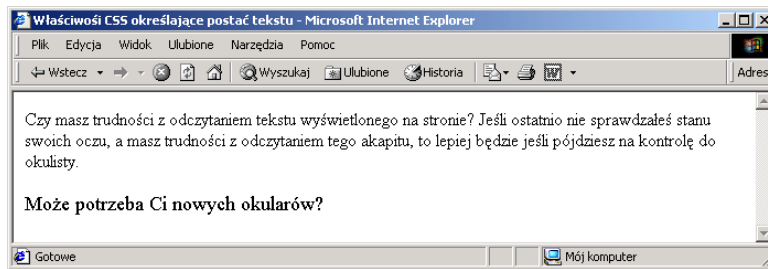 Właściwości CSS określające postać tekstu - Microsoft Internet Explorer
Plik Edycja Widok Ulubione Narzędzia Pomoc
Wstecz Wyszukaj Ulubione Historia Adres
Czy masz trudności z odczytaniem tekstu wyświetlonego na stronie? Jeśli ostatnio nie sprawdzałeś stanu
swoich oczu, a masz trudności z odczytaniem tego akapitu, to lepiej będzie jeśli pójdziesz na kontrolę do
okulisty.
Może potrzeba Ci nowych okularów?
Gotowe Mój komputer